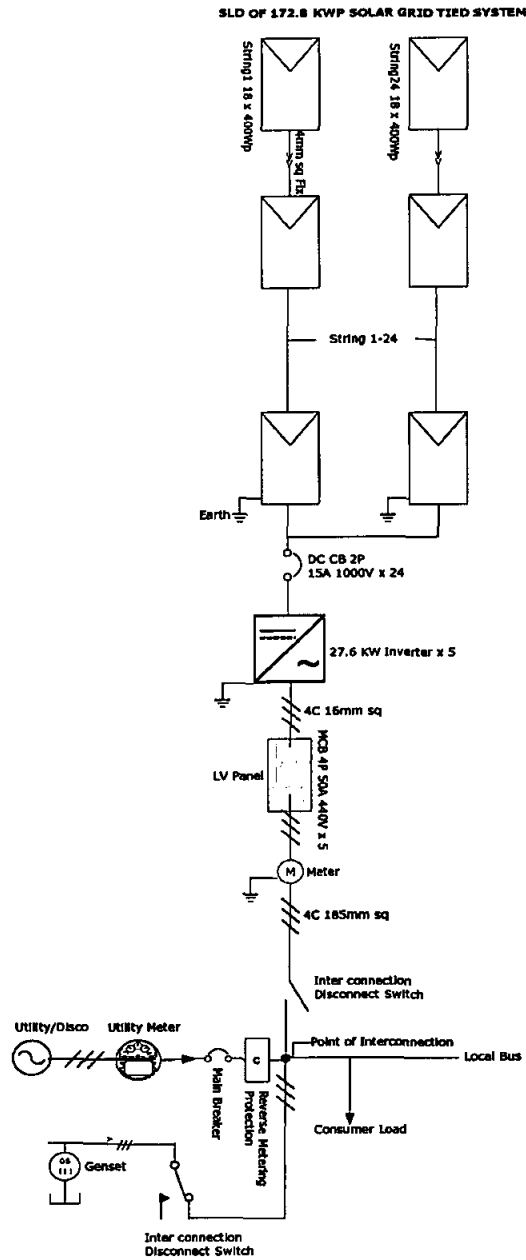 SLD OF 172.8 KWP SOLAR GRID TIED SYSTEM
String1 18 x 400Wp
String24 18 x 400Wp
4mm sq Flx
String 1-24
Earth
DC CB 2P
15A 1000V x 24
27.6 KW Inverter x 5
4C 16mm sq
LV Panel
MCB 4P 50A 440V x 5
M
Meter
4C 185mm sq
Inter connection
Disconnect Switch
Utility/Disco
Utility Meter
Point of Interconnection
C
Local Bus
Main Breaker
Reverse Metering
Protection
Consumer Load
Genset
Inter connection
Disconnect Switch